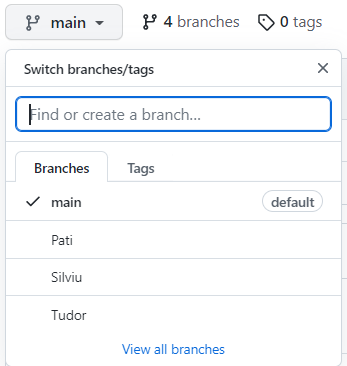 main 4 branches 0 tags
Switch branches/tags
Find or create a branch...
Branches Tags
main default
Pati
Silviu
Tudor
View all branches